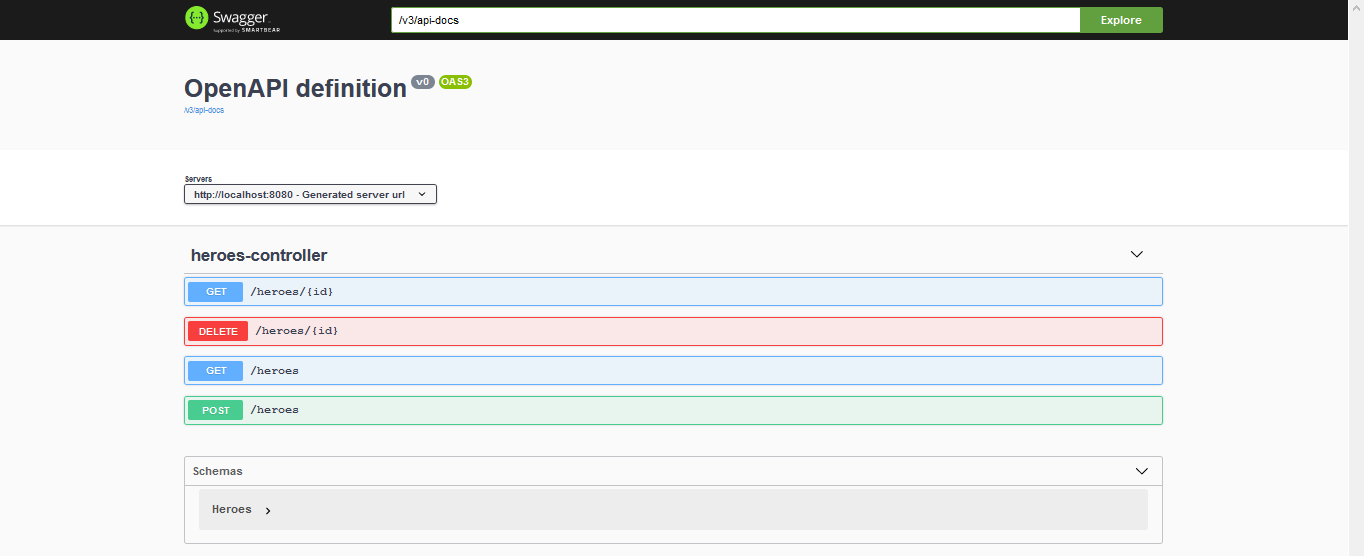 Swagger
Supported by SMARTBEAR
/v3/api-docs
Explore
OpenAPI definition v0 OAS3
/v3/api-docs
Servers
http://localhost:8080 - Generated server url
heroes-controller
GET /heroes/{id}
DELETE /heroes/{id}
GET /heroes
POST /heroes
Schemas
Heroes